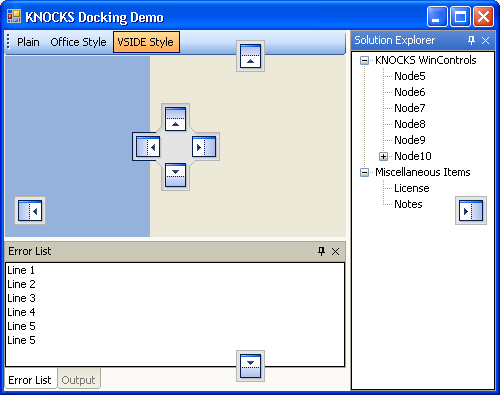 KNOCKS Docking Demo
Plain Office Style VSIDE Style
Solution Explorer
KNOCKS WinControls
Node5
Node6
Node7
Node8
Node9
Node10
Miscellaneous Items
License
Notes
Error List
Line 1
Line 2
Line 3
Line 4
Line 5
Line 5
Error List Output